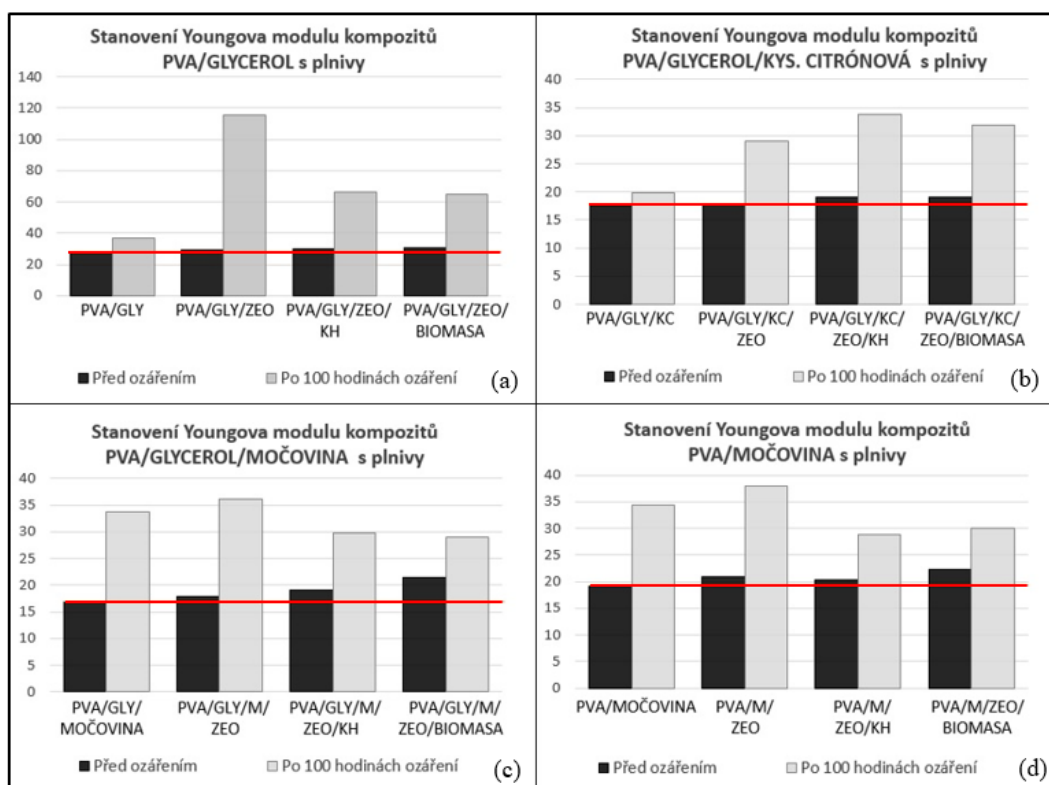 Stanovení Youngova modulu kompozitů
PVA/GLYCEROL s plnivy
140
120
100
80
60
40
20
0
PVA/GLY
PVA/GLY/ZEO
PVA/GLY/ZEO/
KH
PVA/GLY/ZEO/
BIOMASA
Před ozářením
Po 100 hodinách ozáření
(a)
Stanovení Youngova modulu kompozitů
PVA/GLYCEROL/KYS. CITRÓNOVÁ s plnivy
40
35
30
25
20
15
10
5
0
PVA/GLY/KC
PVA/GLY/KC/
ZEO
PVA/GLY/KC/
ZEO/KH
PVA/GLY/KC/
ZEO/BIOMASA
Před ozářením
Po 100 hodinách ozáření
(b)
Stanovení Youngova modulu kompozitů
PVA/GLYCEROL/MOČOVINA s plnivy
40
35
30
25
20
15
10
5
0
PVA/GLY/
MOČOVINA
PVA/GLY/M/
ZEO
PVA/GLY/M/
ZEO/KH
PVA/GLY/M/
ZEO/BIOMASA
Před ozářením
Po 100 hodinách ozáření
(c)
Stanovení Youngova modulu kompozitů
PVA/MOČOVINA s plnivy
40
35
30
25
20
15
10
5
0
PVA/MOČOVINA
PVA/M/
ZEO
PVA/M/
ZEO/KH
PVA/M/ZEO/
BIOMASA
Před ozářením
Po 100 hodinách ozáření
(d)